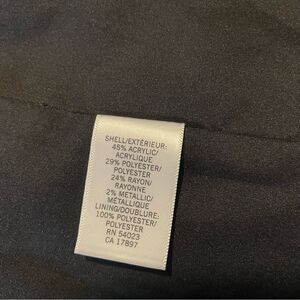 SHELL/EXTÉRIEUR:
45% ACRYLIC/
ACRYLIQUE
29% POLYESTER/
POLYESTER
24% RAYON/
RAYONNE
2% METALLIC/
MÉTALLIQUE
LINING/DOUBLURE:
100% POLYESTER/
POLYESTER
RN 54023
CA 17897